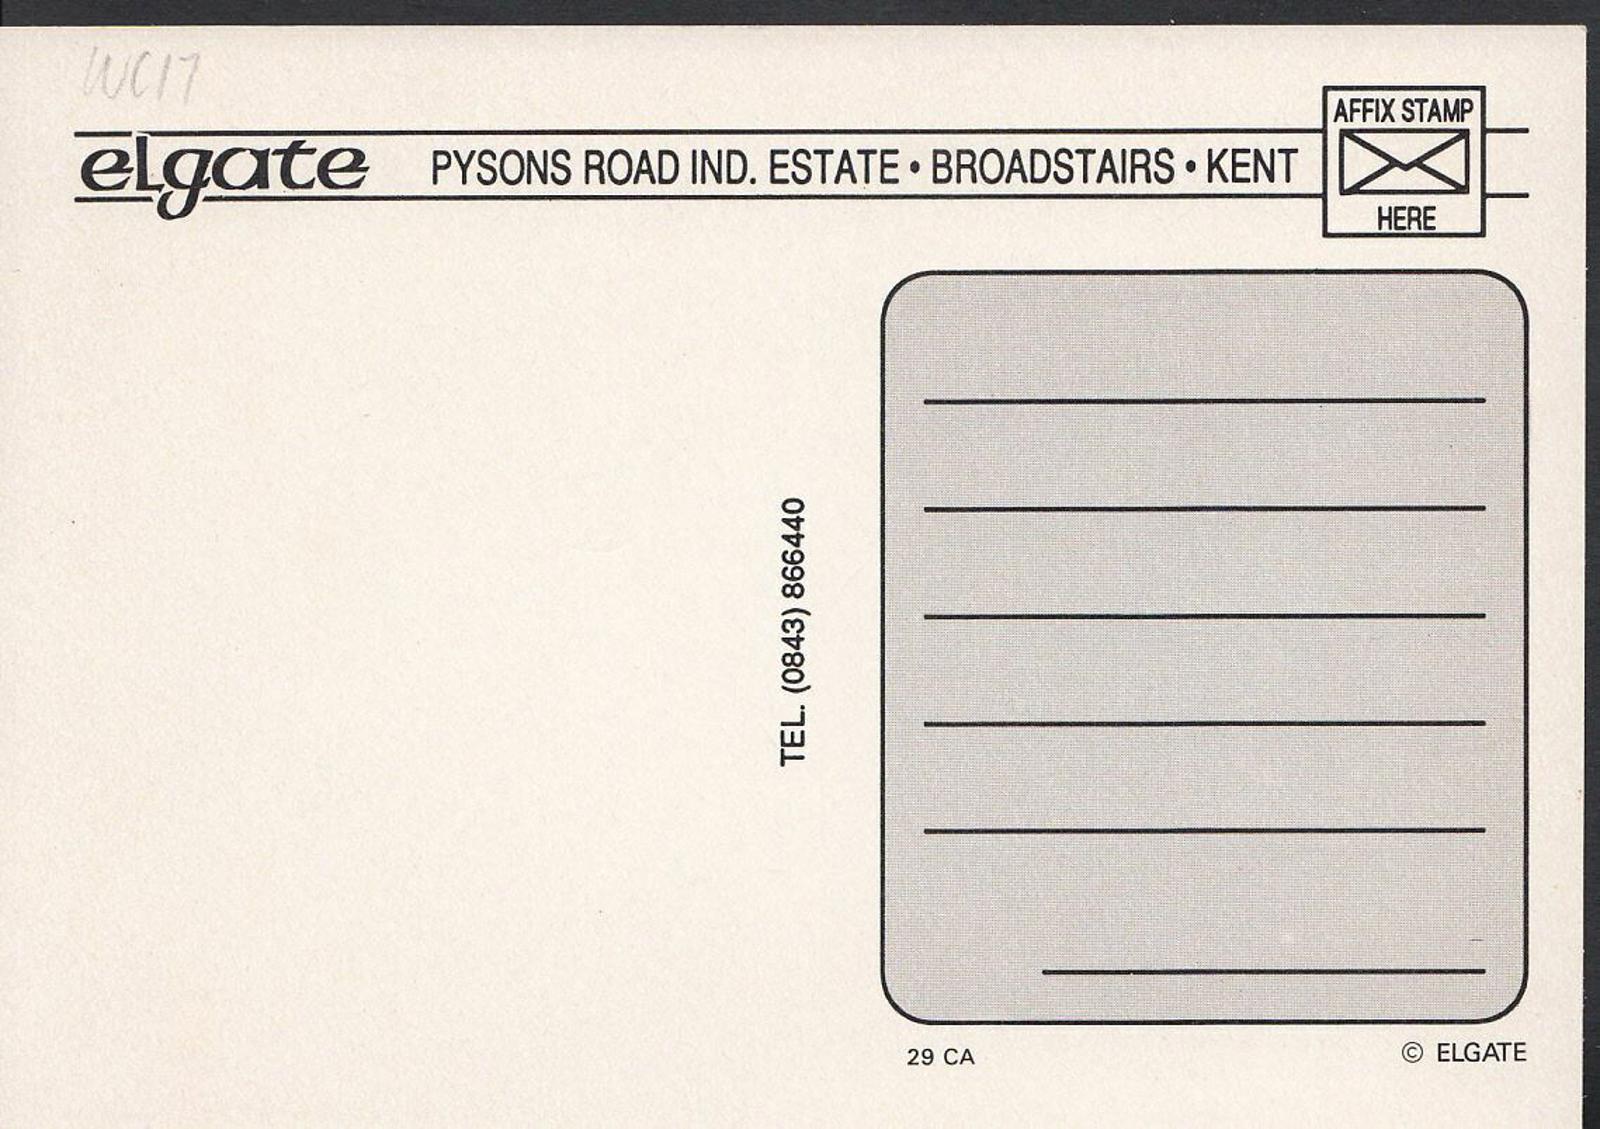 WC17
elgate PYSONS ROAD IND. ESTATE • BROADSTAIRS • KENT
AFFIX STAMP
HERE
TEL. (0843) 866440
29 CA
© ELGATE